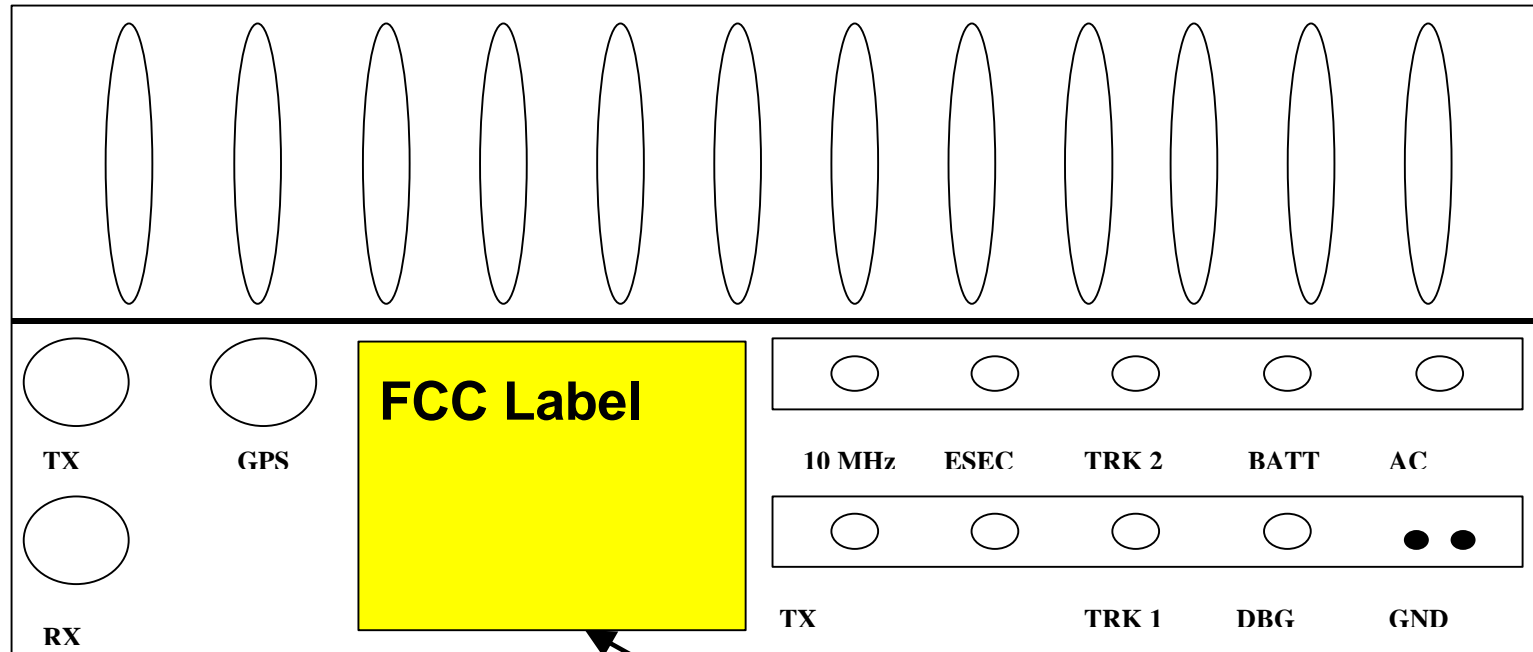 FCC Label
TX GPS 10 MHz ESEC TRK 2 BATT AC
TX TRK 1 DBG GND
RX